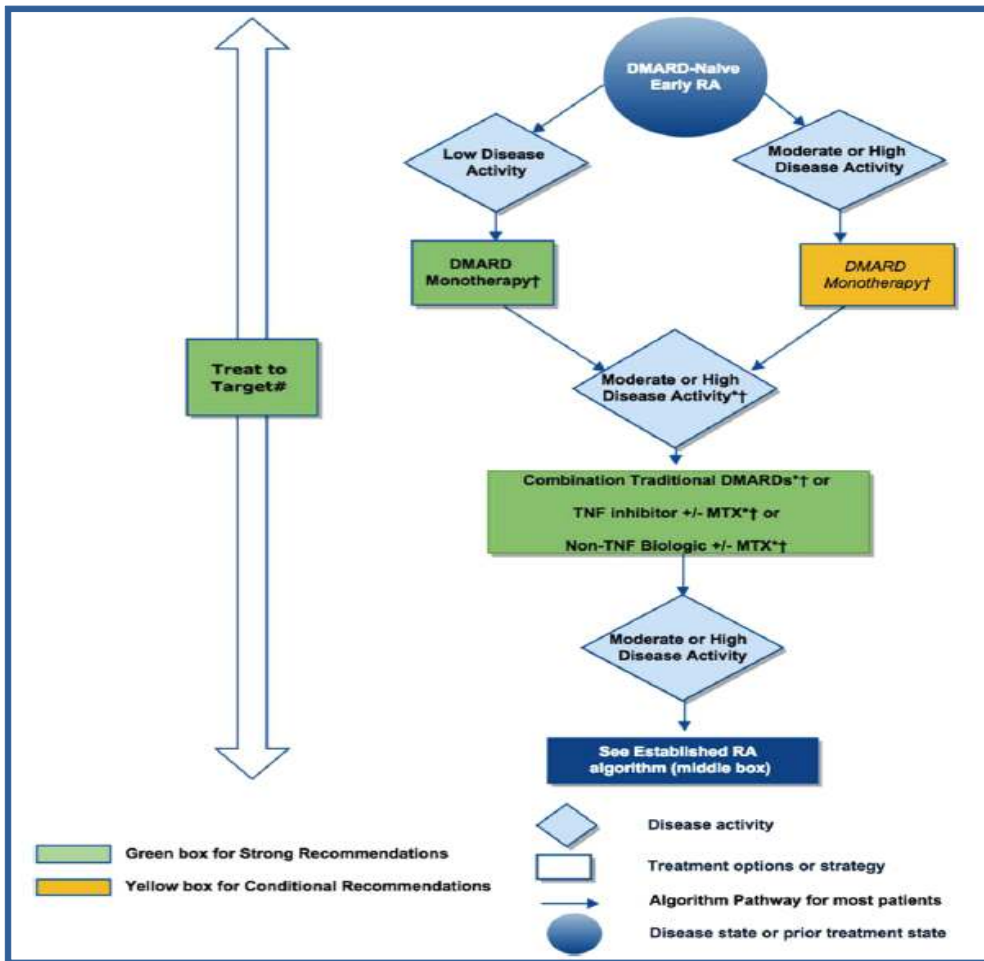 DMARD-Naive
Early RA
Low Disease
Activity
Moderate or High
Disease Activity
DMARD
Monotherapy†
DMARD
Monotherapy†
Treat to
Target#
Moderate or High
Disease Activity*†
Combination Traditional DMARDs*† or
TNF inhibitor +/- MTX*† or
Non-TNF Biologic +/- MTX*†
Moderate or High
Disease Activity
See Established RA
algorithm (middle box)
Green box for Strong Recommendations
Yellow box for Conditional Recommendations
Disease activity
Treatment options or strategy
Algorithm Pathway for most patients
Disease state or prior treatment state